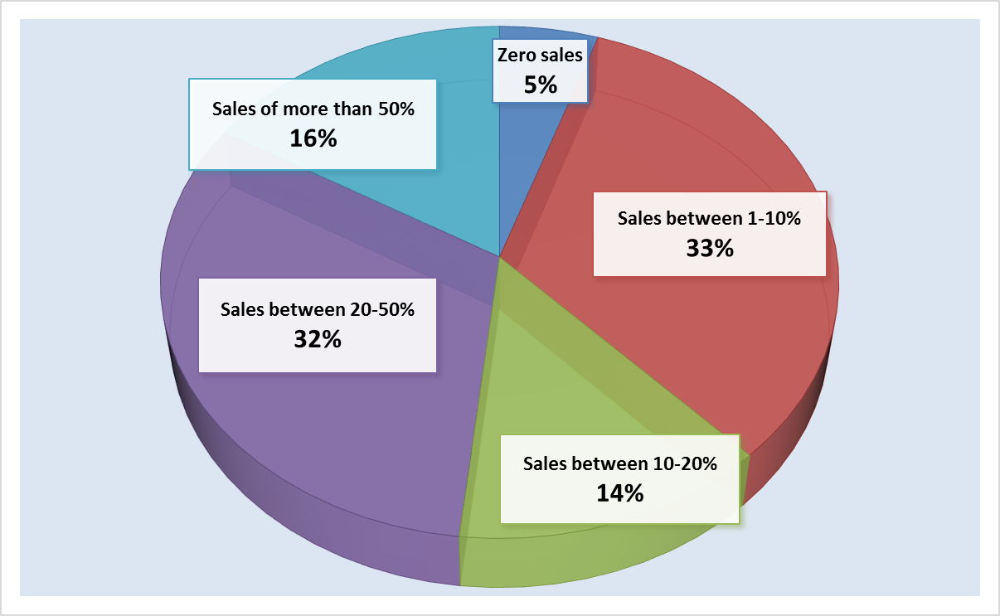 Zero sales
5%
Sales of more than 50%
16%
Sales between 1-10%
33%
Sales between 20-50%
32%
Sales between 10-20%
14%